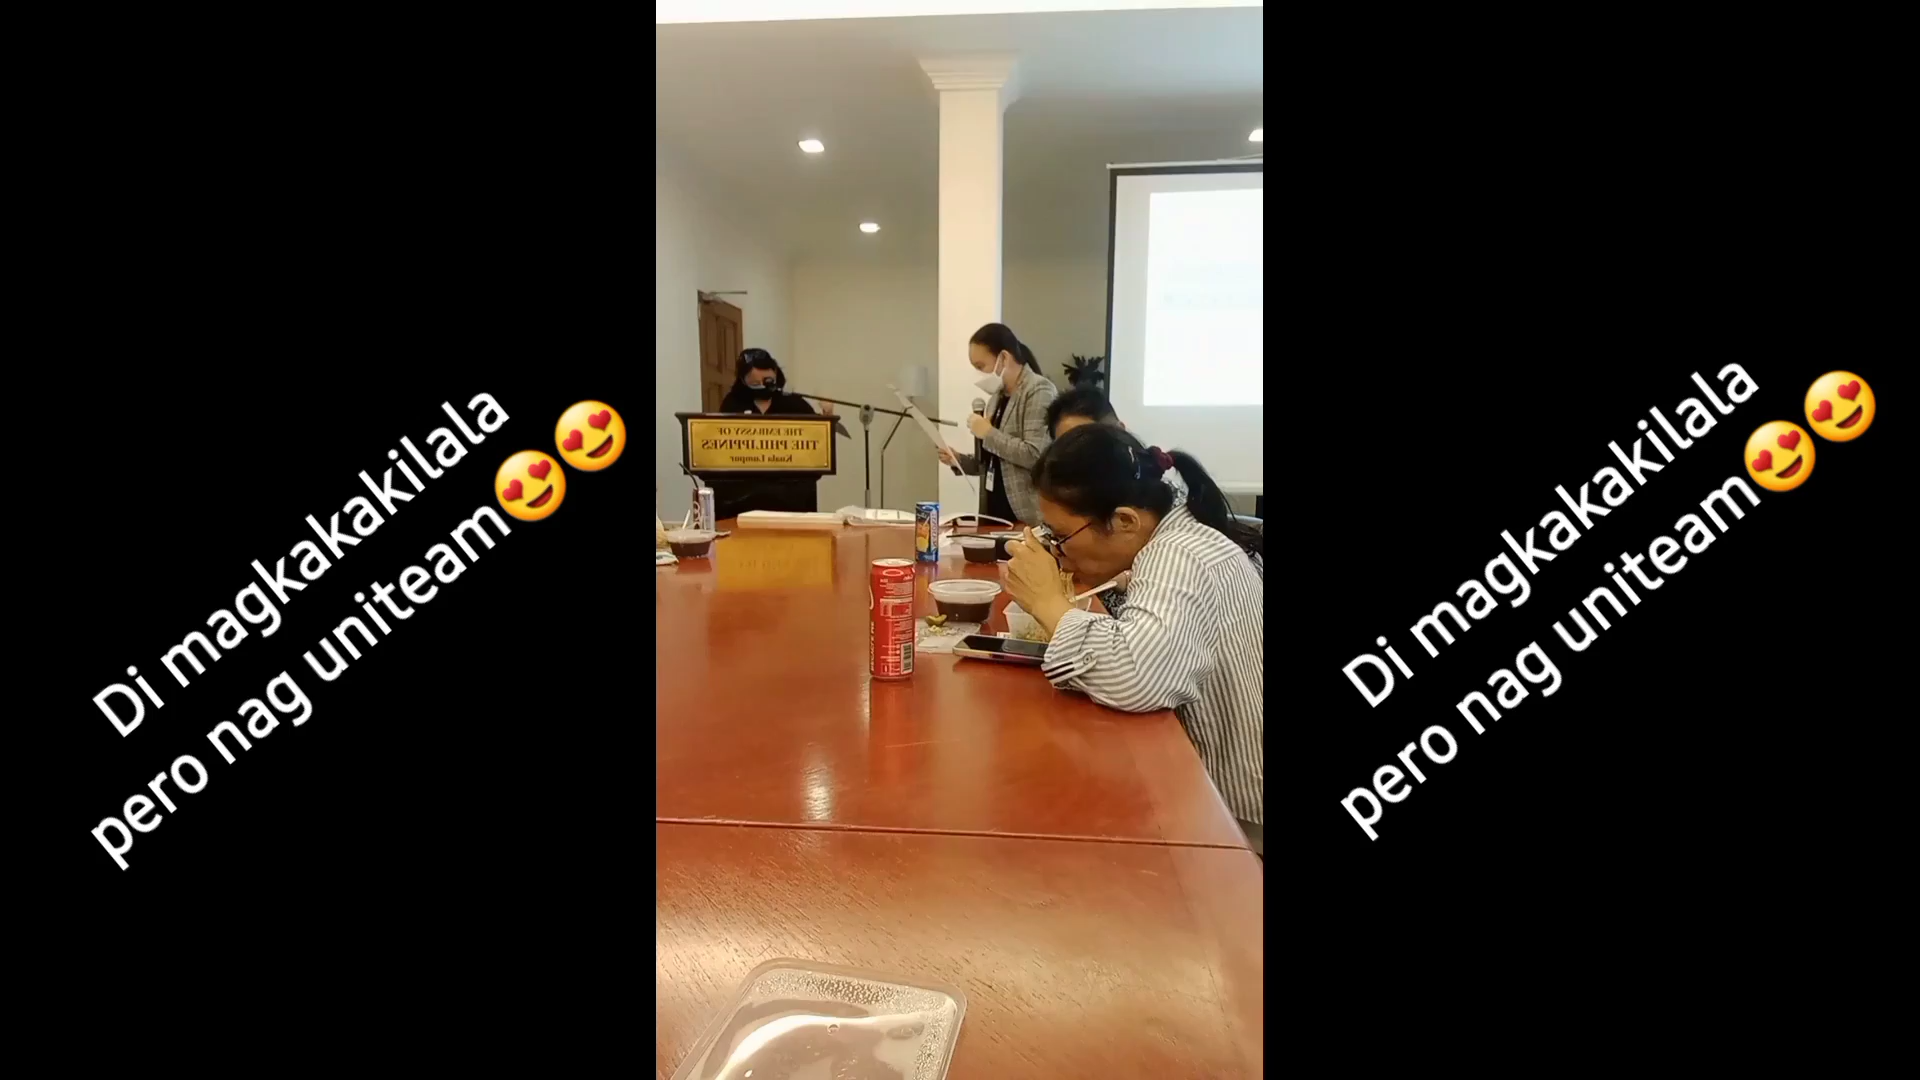 Di magkakakilala
pero nag uniteam😍😍
THE EMBASSY OF
THE PHILIPPINES
Kuala Lumpur
Di magkakakilala
pero nag uniteam😍😍